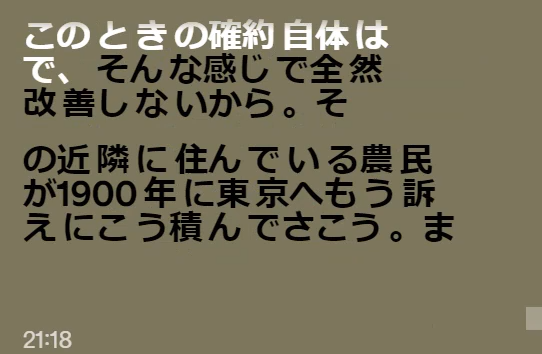 このときの確約自体は
で、そんな感じで全然
改善しないから。そ
の近隣に住んでいる農民
が1900年に東京へもう訴
えにこう積んでさこう。ま
21:18